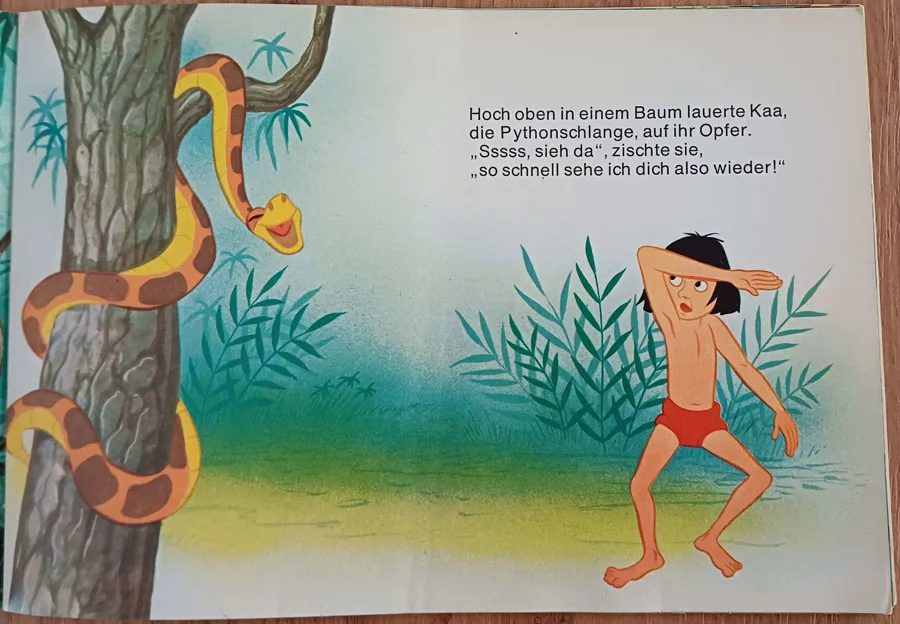 Hoch oben in einem Baum lauerte Kaa,
die Pythonschlange, auf ihr Opfer.
„Sssss, sieh da“, zischte sie,
„so schnell sehe ich dich also wieder!“